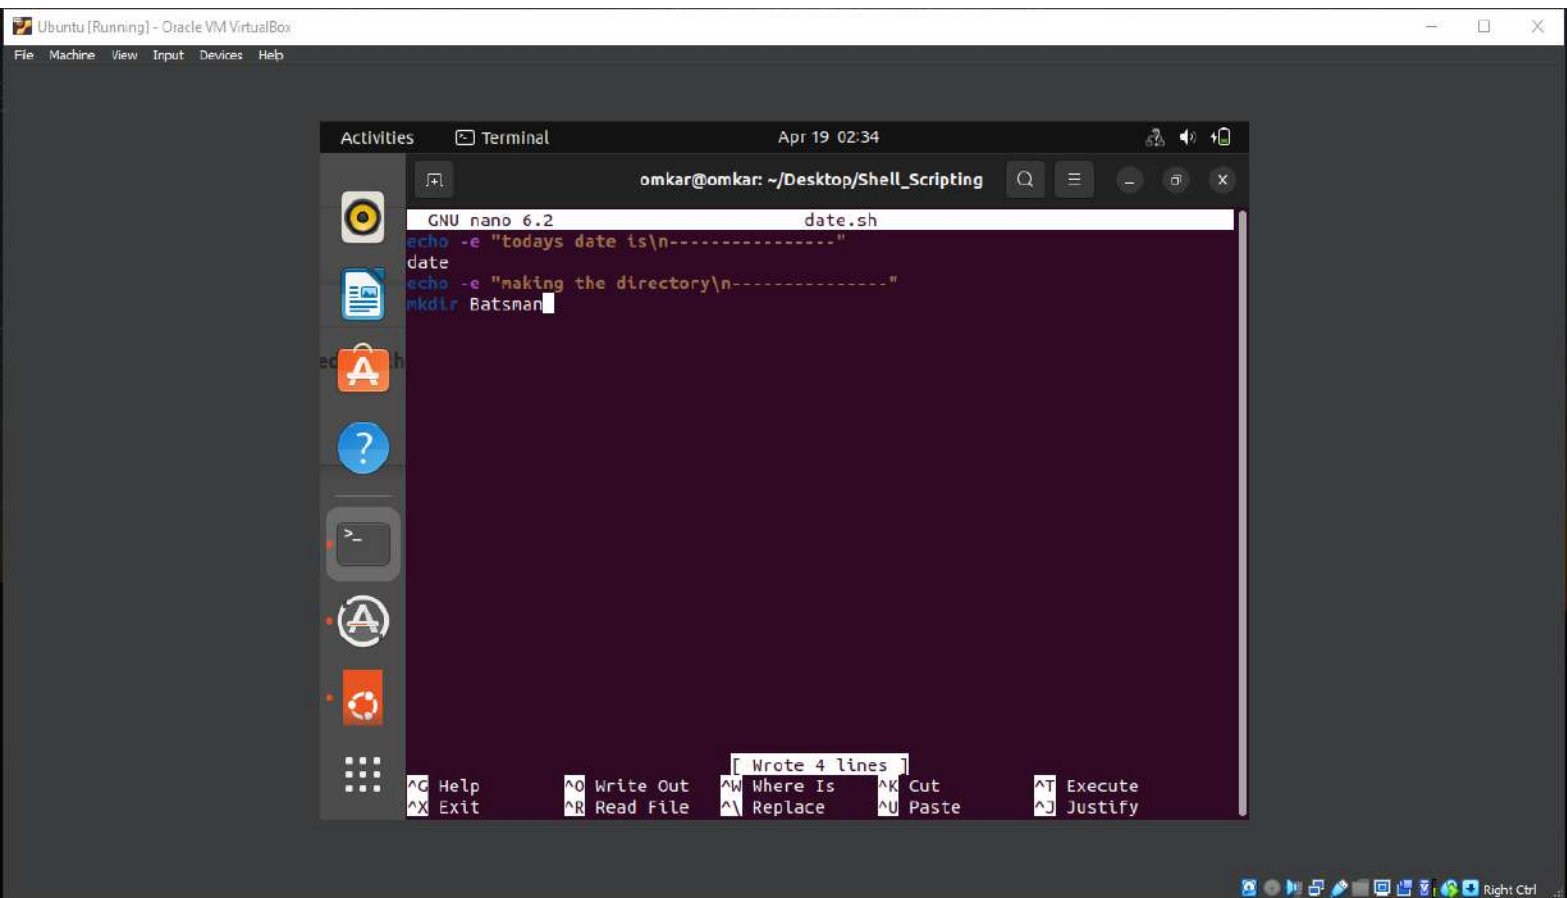 Ubuntu [Running] - Oracle VM VirtualBox
File Machine View Input Devices Help
Activities Terminal Apr 19 02:34
omkar@omkar: ~/Desktop/Shell_Scripting
GNU nano 6.2 date.sh
echo -e "todays date is\n----------------"
date
echo -e "making the directory\n---------------"
mkdir Batsman
[ Wrote 4 lines ]
^G Help ^O Write Out ^W Where Is ^K Cut ^T Execute
^X Exit ^R Read File ^\ Replace ^U Paste ^J Justify
Right Ctrl